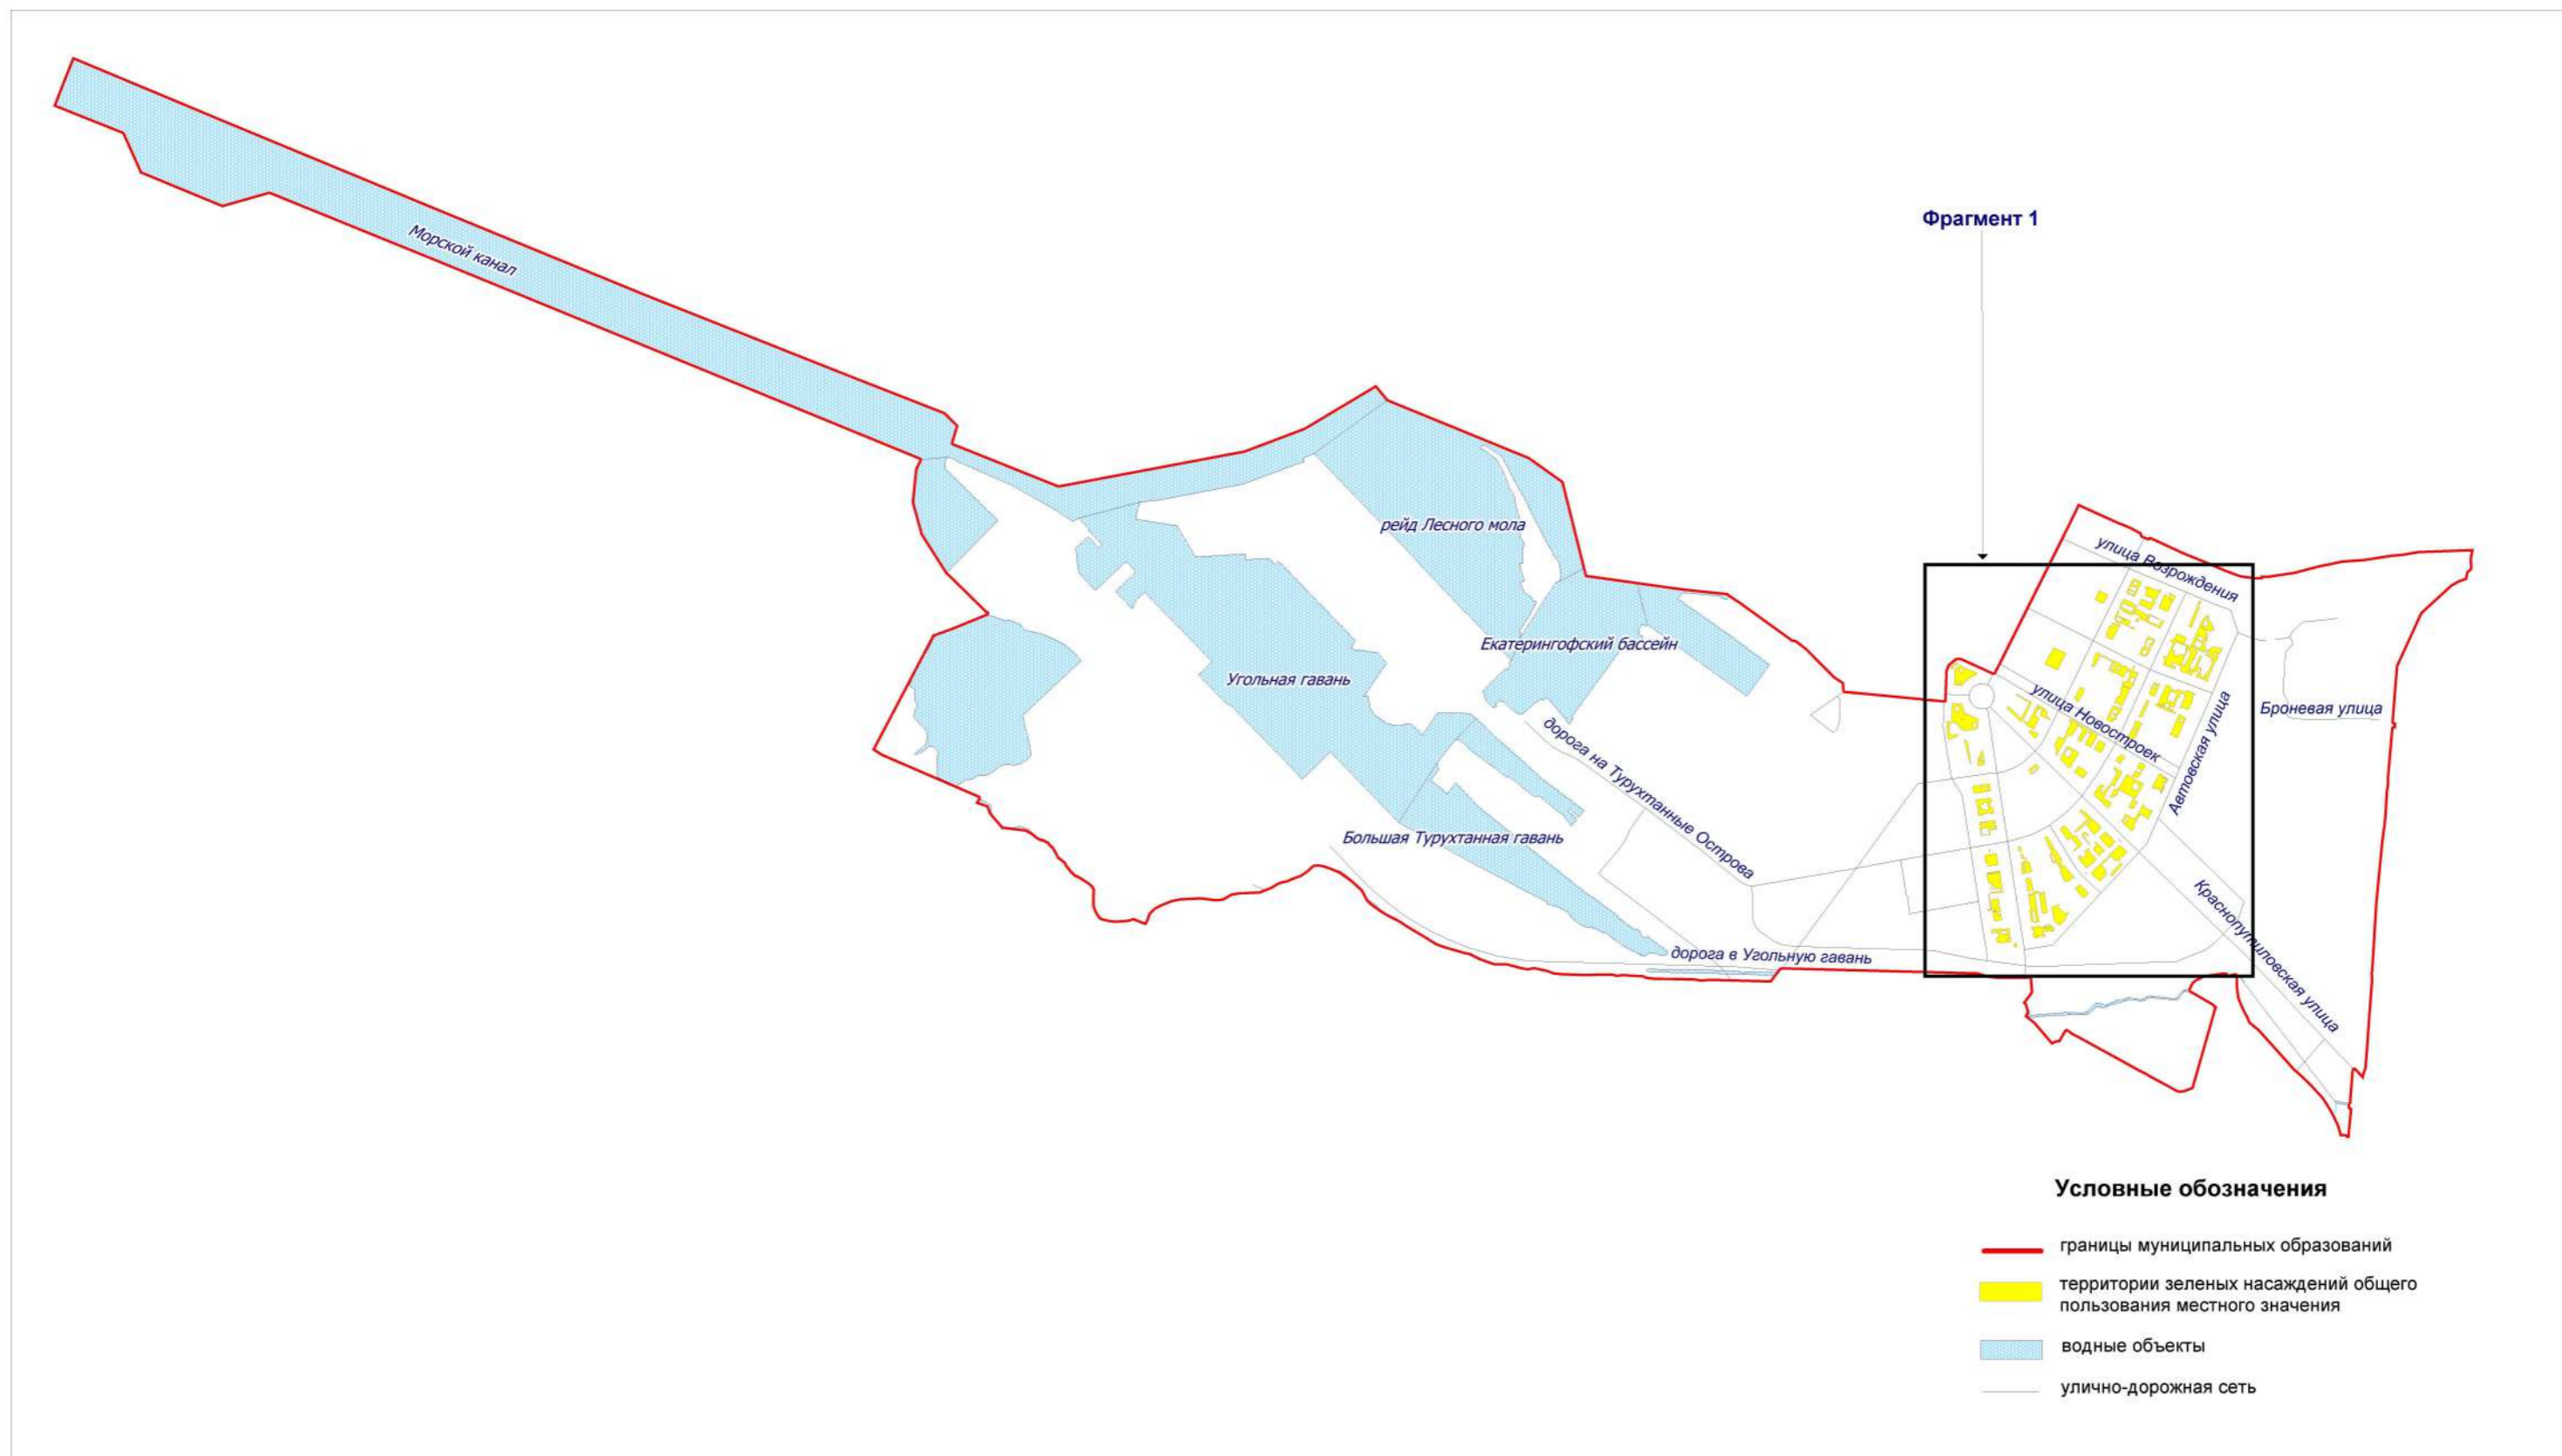 Фрагмент 1
Морской канал
рейд Лесного мола
улица Возрождения
Екатерингофский бассейн
Угольная гавань
улица Новостроек
Броневая улица
Автовская улица
дорога на Турухтанные Острова
Большая Турухтанная гавань
дорога в Угольную гавань
Краснопутиловская улица
Условные обозначения
границы муниципальных образований
территории зеленых насаждений общего
пользования местного значения
водные объекты
улично-дорожная сеть